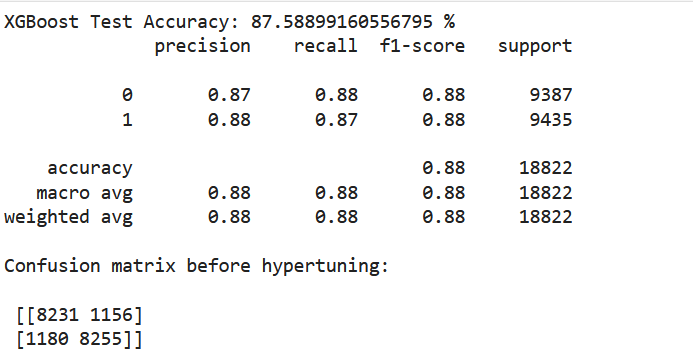 XGBoost Test Accuracy: 87.58899160556795 %
precision recall f1-score support
0 0.87 0.88 0.88 9387
1 0.88 0.87 0.88 9435
accuracy 0.88 18822
macro avg 0.88 0.88 0.88 18822
weighted avg 0.88 0.88 0.88 18822
Confusion matrix before hypertuning:
[[8231 1156]
[1180 8255]]